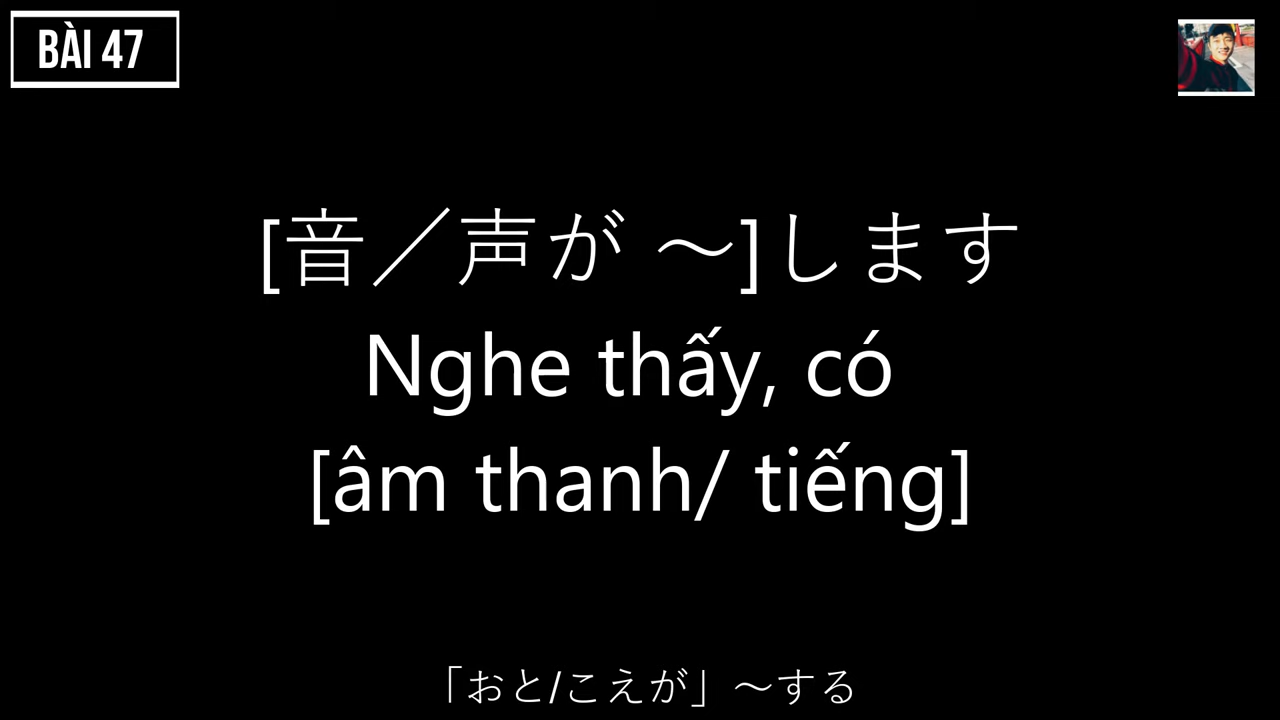 BÀI 47
[音／声が ～]します
Nghe thấy, có
[âm thanh/ tiếng]
「おと/こえが」～する